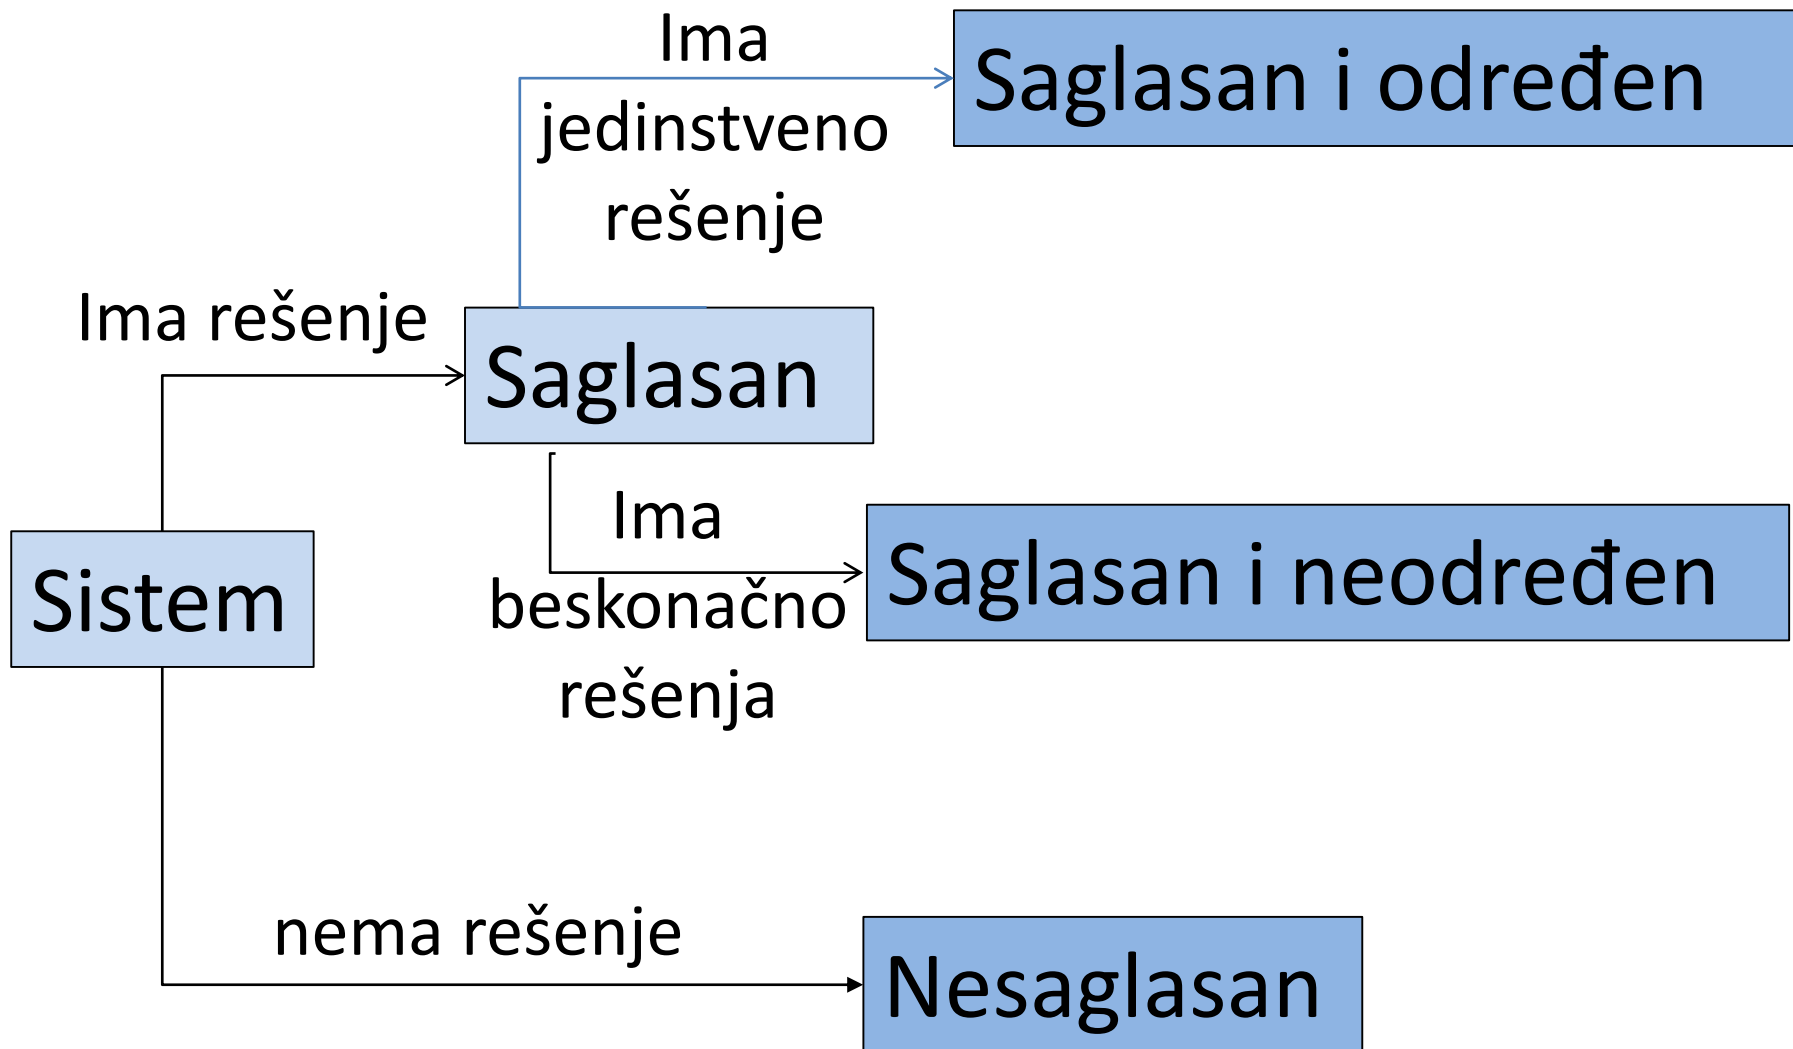 Ima
jedinstveno
rešenje
Saglasan i određen
Ima rešenje
Saglasan
Ima
beskonačno
rešenja
Saglasan i neodređen
Sistem
nema rešenje
Nesaglasan